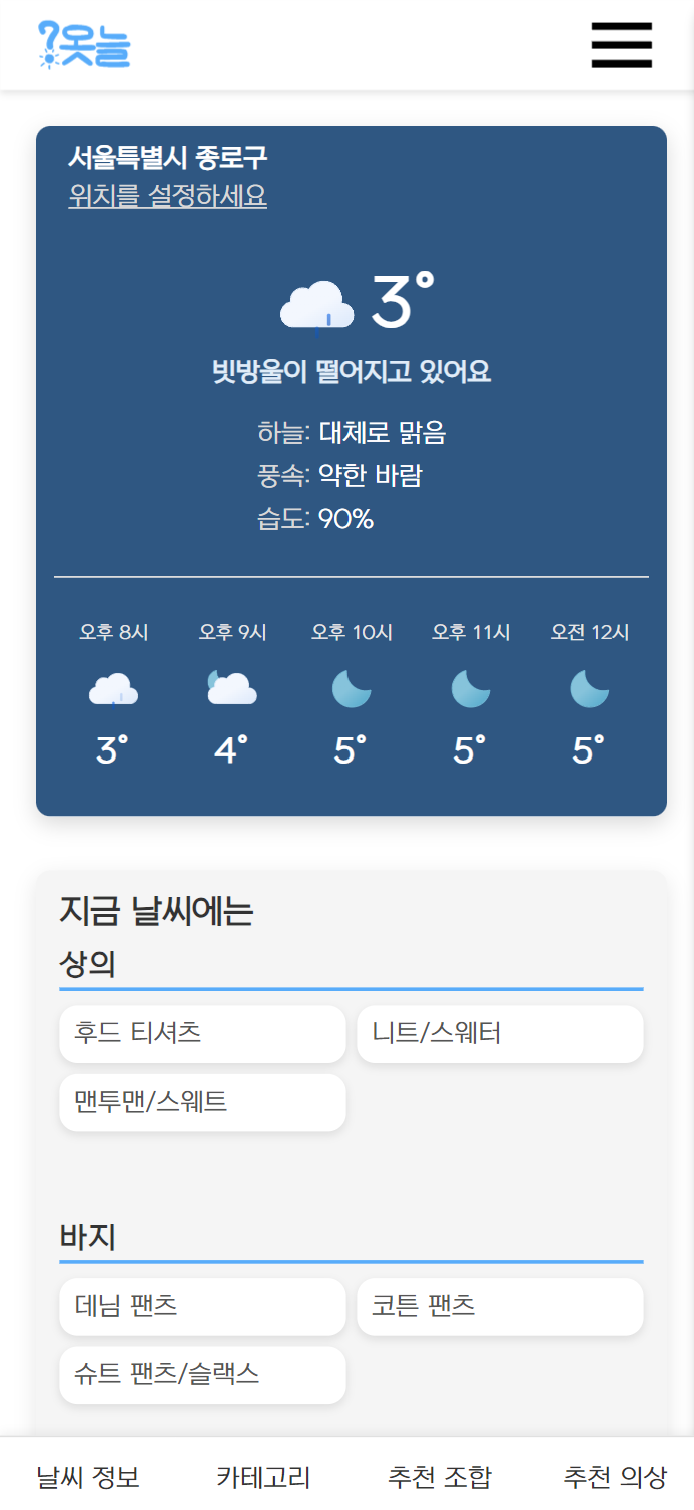 ?옷늘
서울특별시 종로구
위치를 설정하세요
3°
빗방울이 떨어지고 있어요
하늘: 대체로 맑음
풍속: 약한 바람
습도: 90%
오후 8시 오후 9시 오후 10시 오후 11시 오전 12시
3° 4° 5° 5° 5°
지금 날씨에는
상의
후드 티셔츠 니트/스웨터
맨투맨/스웨트
바지
데님 팬츠 코튼 팬츠
슈트 팬츠/슬랙스
날씨 정보 카테고리 추천 조합 추천 의상